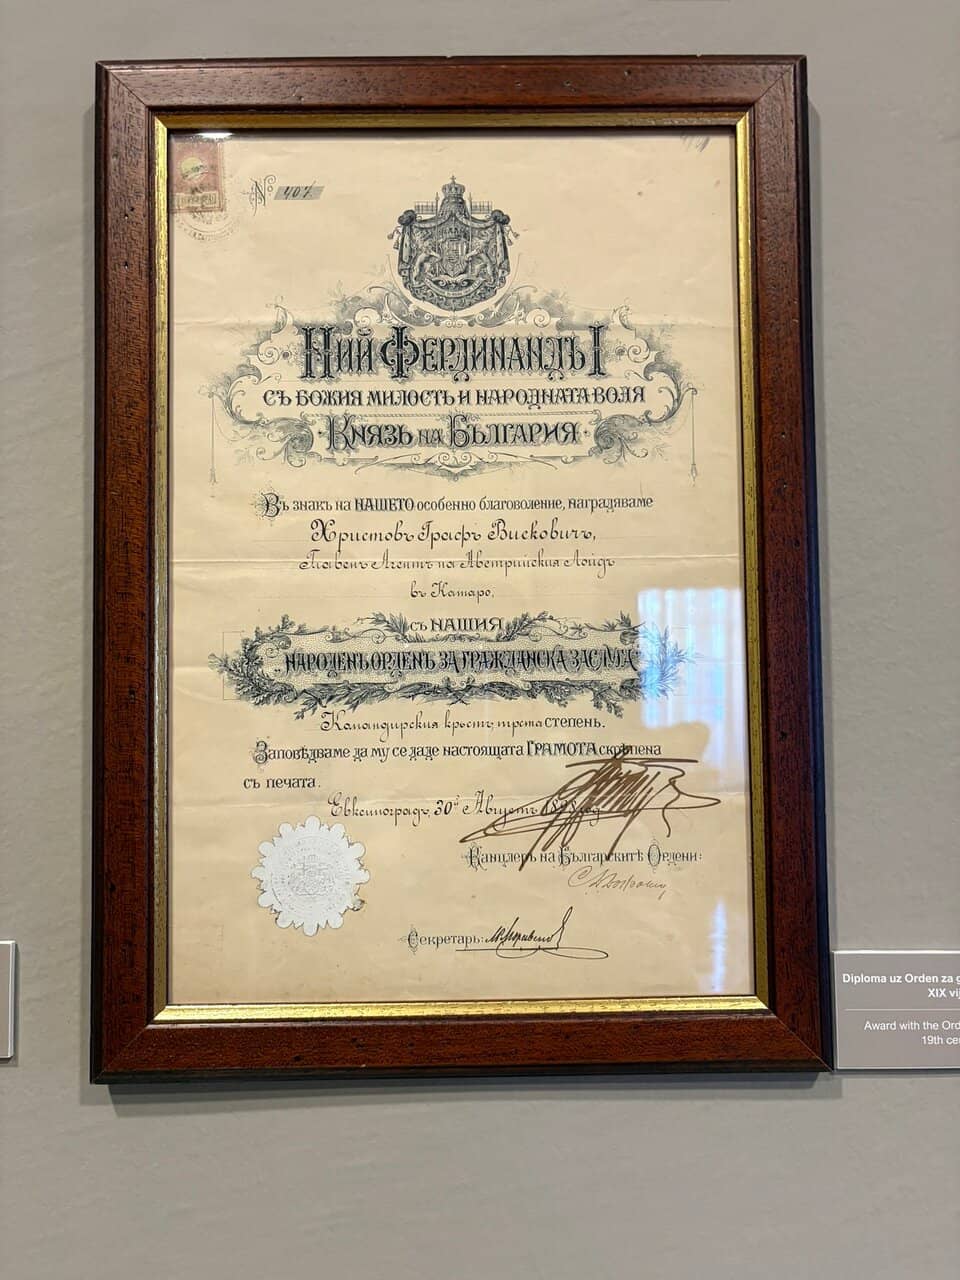 № 407.
НИЙ ФЕРДИНАНДЪ I
СЪ БОЖИЯ МИЛОСТЬ И НАРОДНАТА ВОЛЯ
КНЯЗЬ НА БЪЛГАРИЯ
Въ знакъ на НАШЕТО особенно благоволение, награждаваме
Христовъ Графъ Висковичъ,
Главенъ Агентъ на Австрийския Лойдъ
въ Катаро,
съ НАШИЯ
НАРОДЕНЪ ОРДЕНЪ ЗА ГРАЖДАНСКА ЗАСЛУГА
Командирския кръстъ, трета СТЕПЕНЬ.
Заповѣдваме да му се даде настоящата ГРАМОТА скрѣпена
съ печата.
Евксиноградъ, 30й Августъ
Канцлеръ на Българскитѣ Ордени:
Секретарь:
Diploma uz Orden za g
XIX vij
Award with the Ord
19th cen